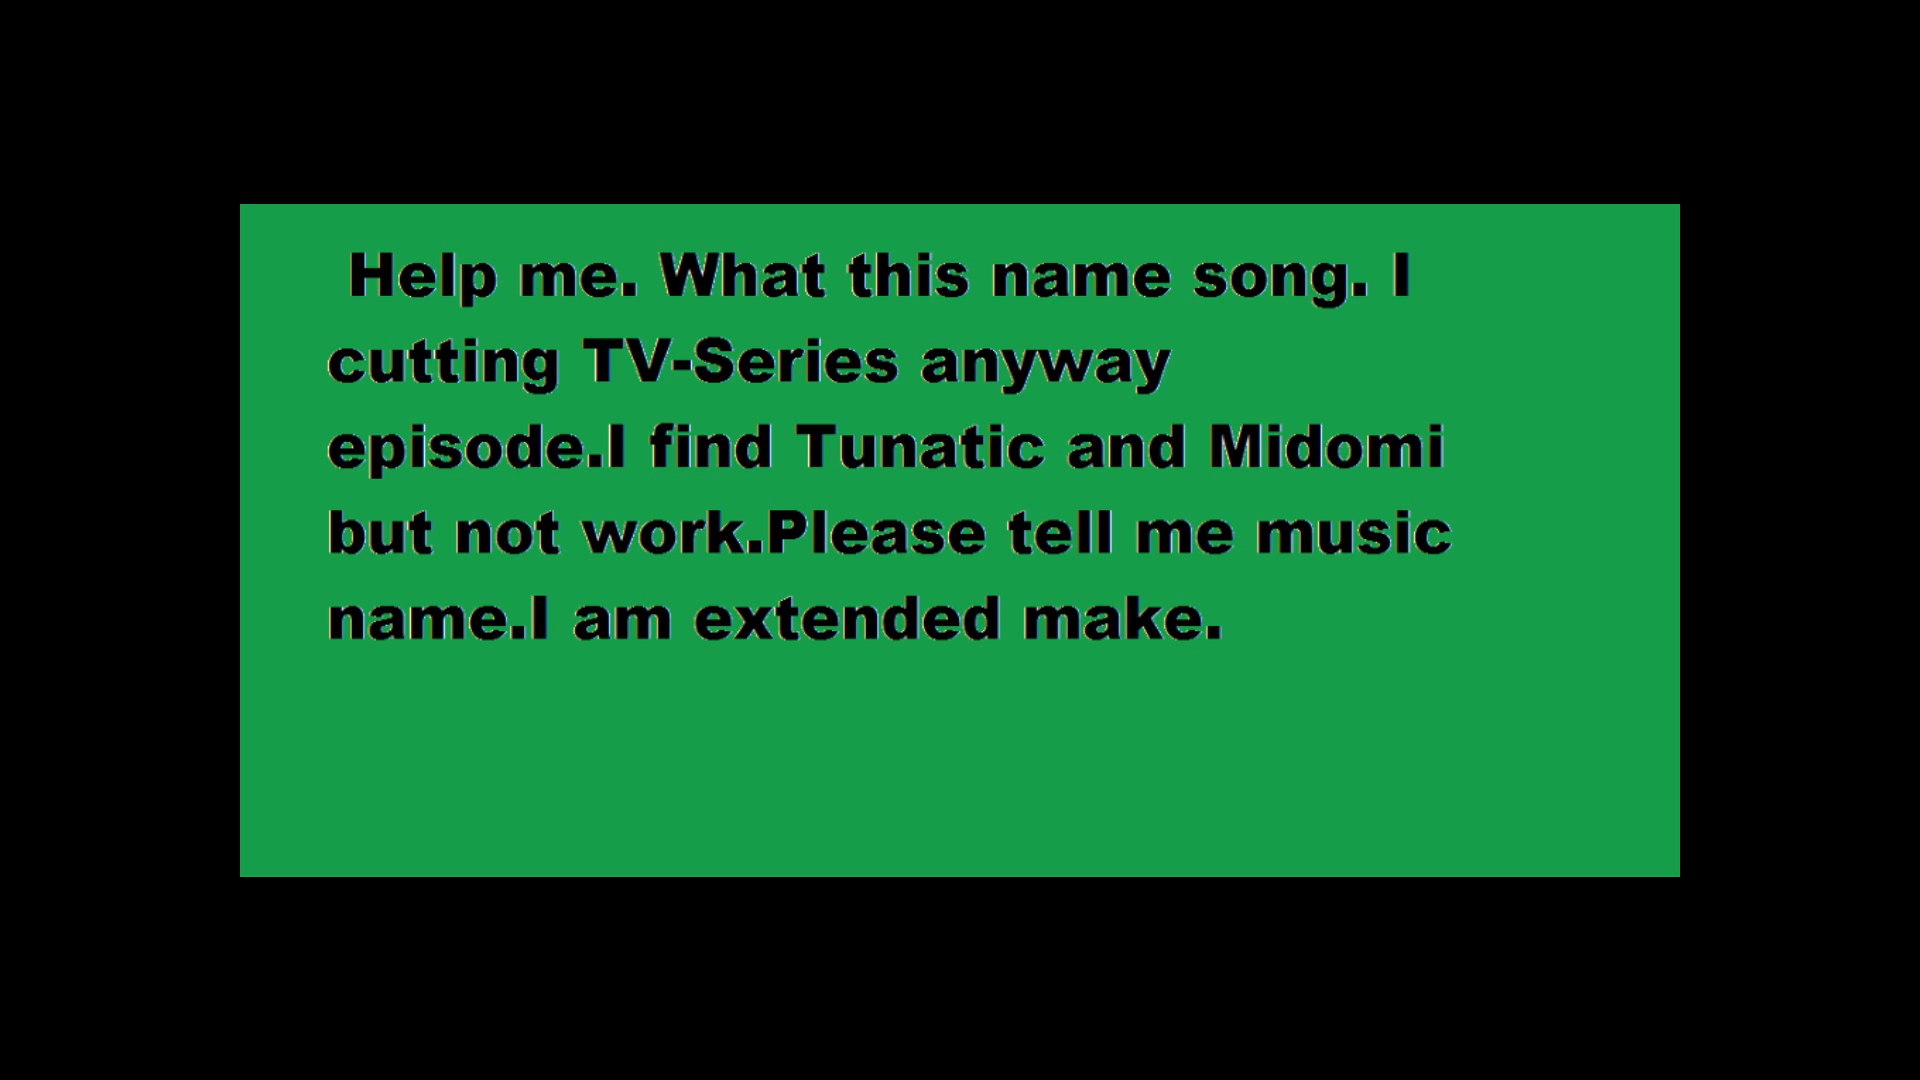 Help me. What this name song. I
cutting TV-Series anyway
episode.I find Tunatic and Midomi
but not work.Please tell me music
name.I am extended make.